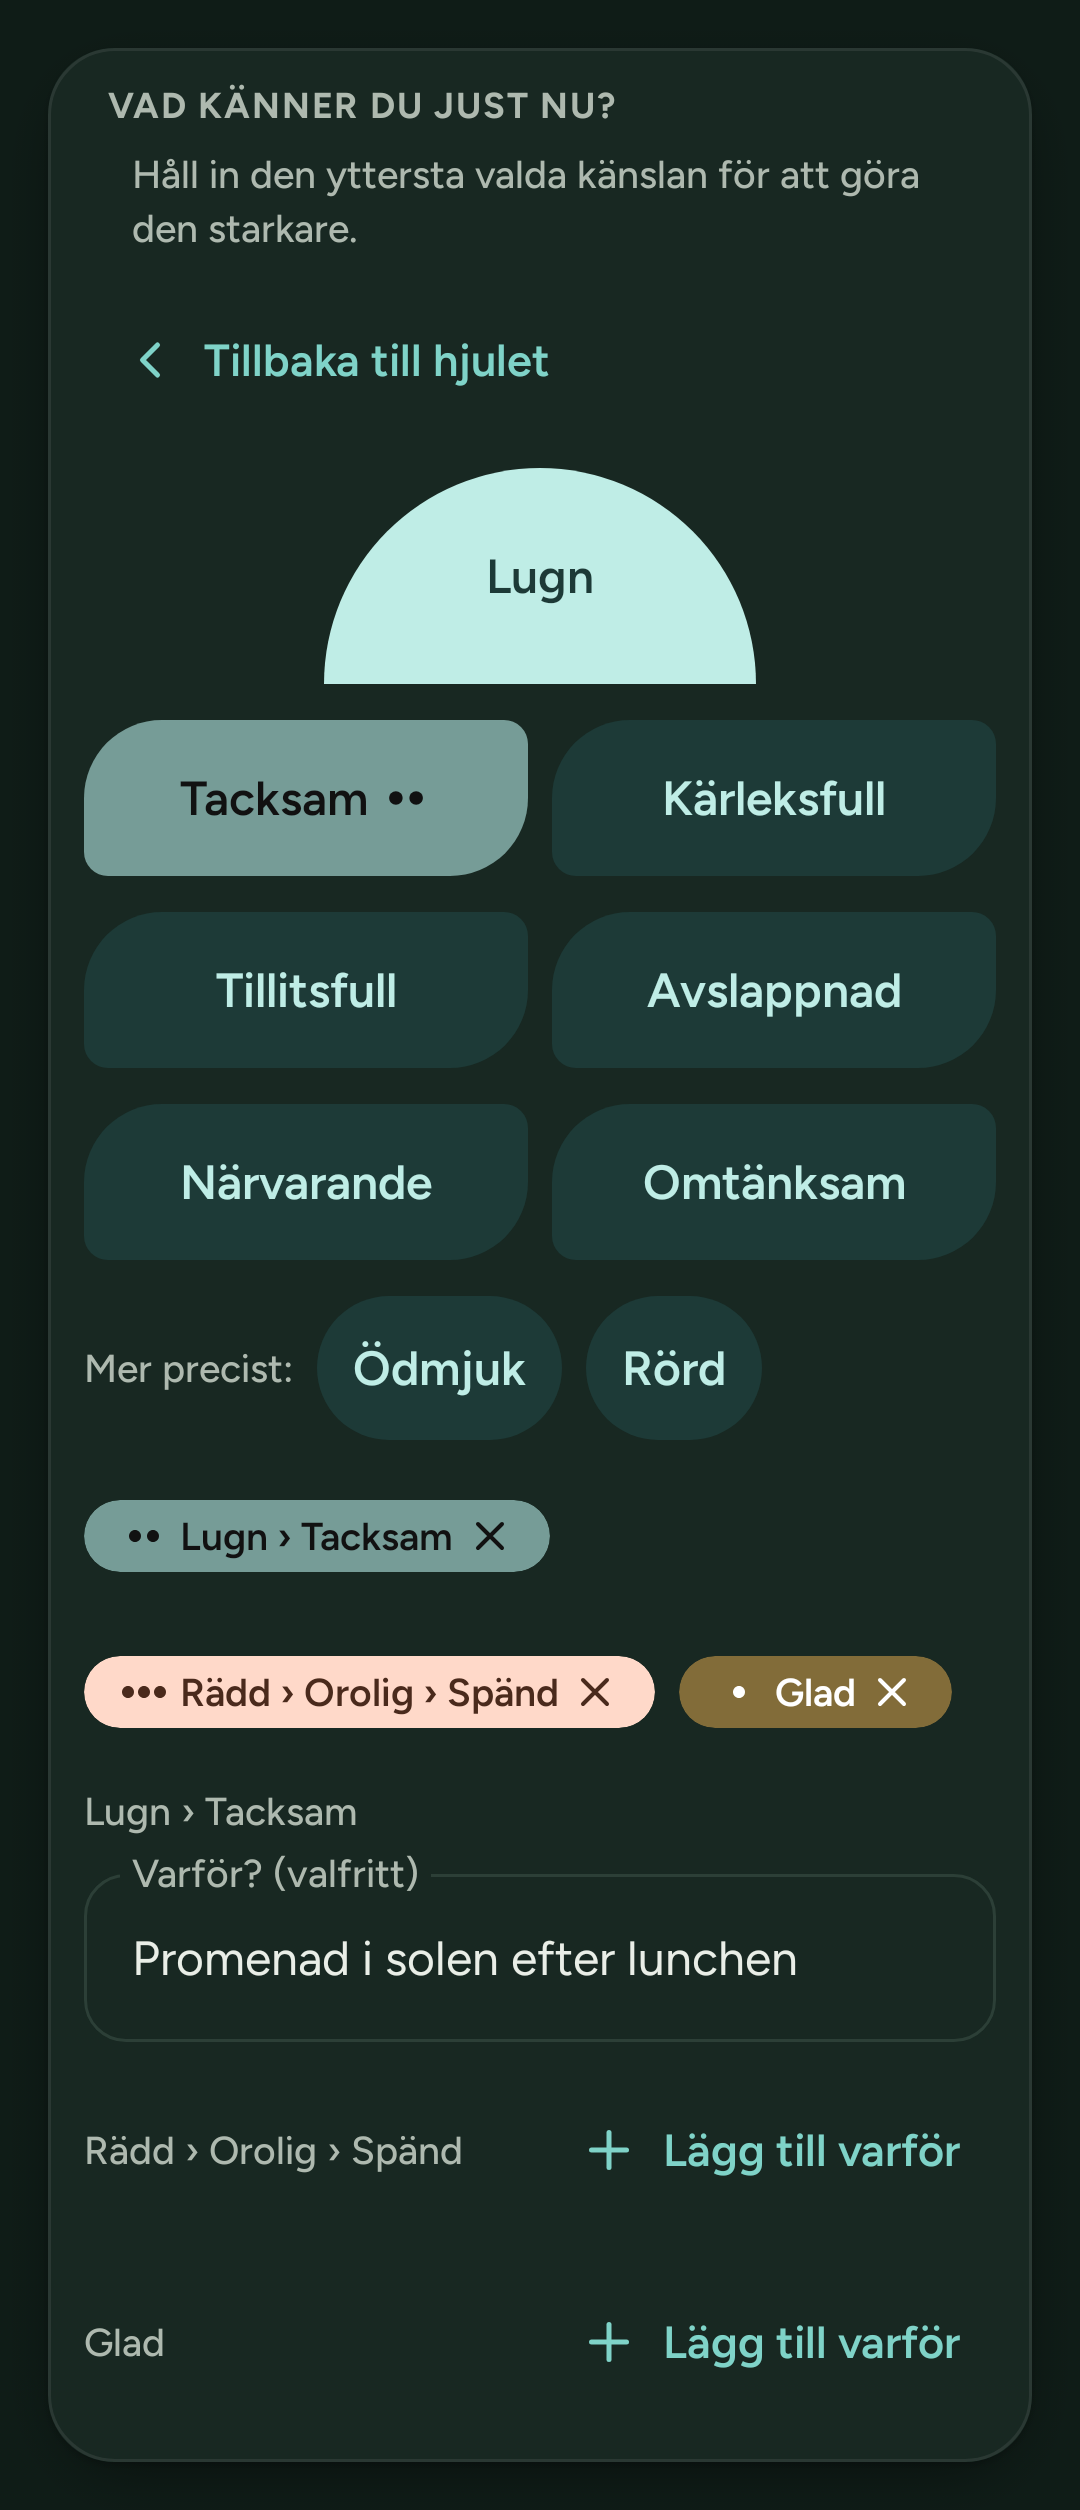 VAD KÄNNER DU JUST NU?
Håll in den yttersta valda känslan för att göra
den starkare.
Tillbaka till hjulet
Lugn
Tacksam ••
Kärleksfull
Tillitsfull
Avslappnad
Närvarande
Omtänksam
Mer precist: Ödmjuk Rörd
•• Lugn › Tacksam ×
••• Rädd › Orolig › Spänd × • Glad ×
Lugn › Tacksam
Varför? (valfritt)
Promenad i solen efter lunchen
Rädd › Orolig › Spänd + Lägg till varför
Glad + Lägg till varför